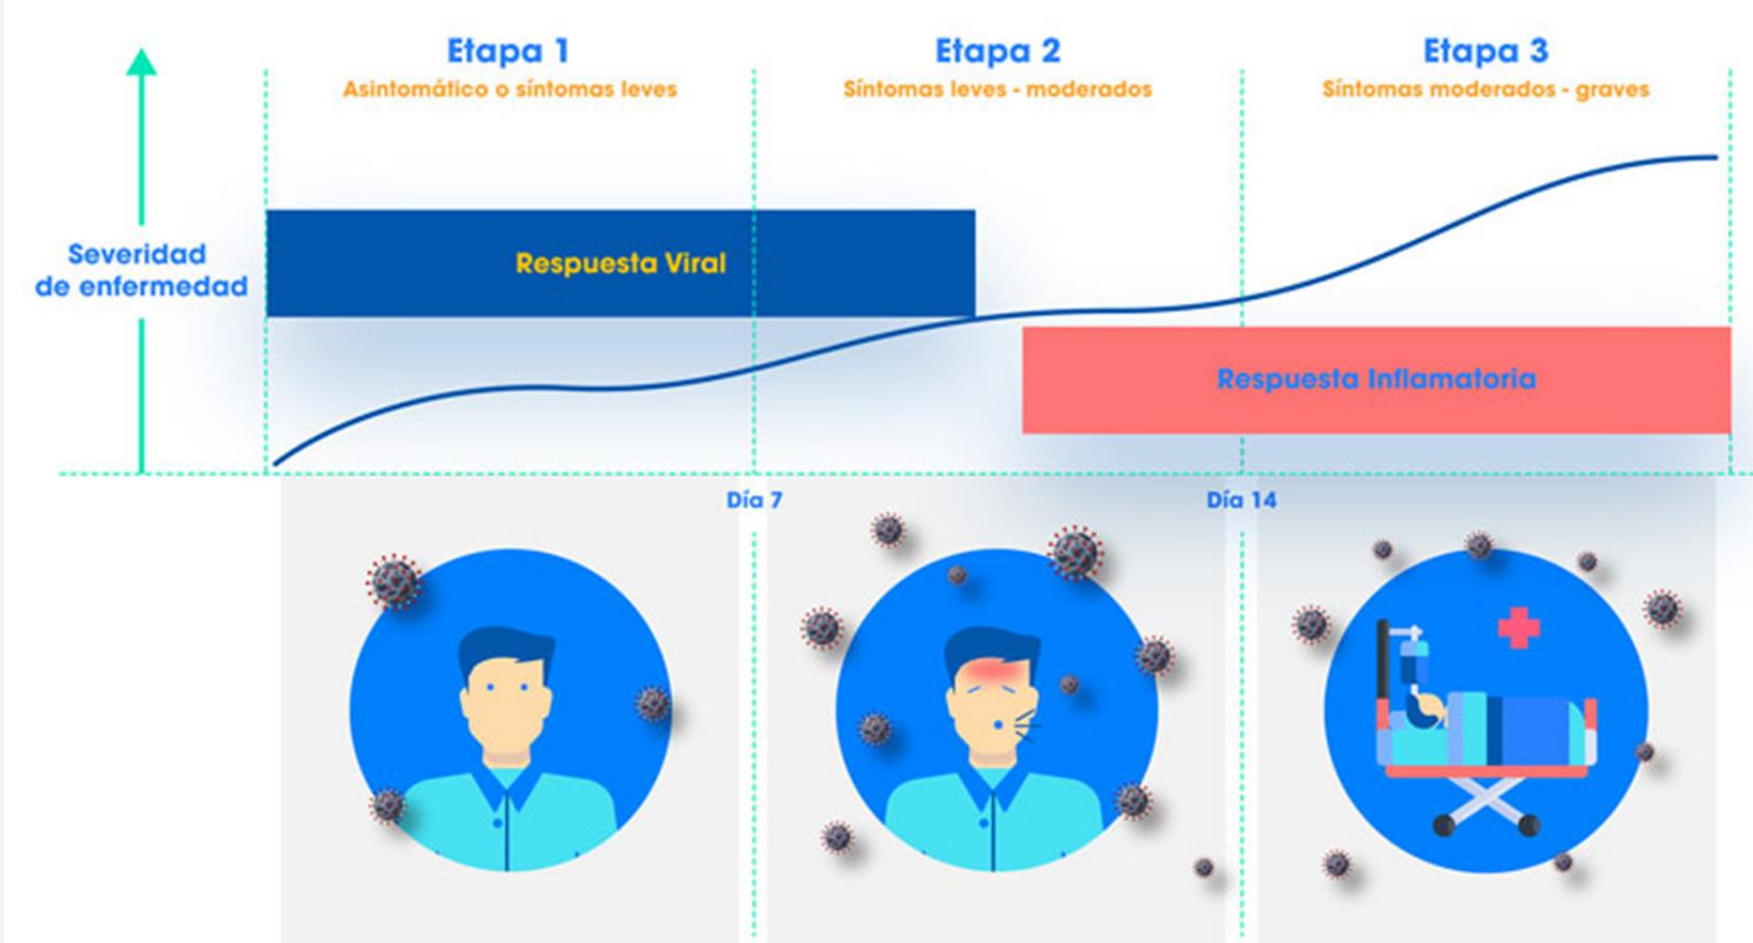 Etapa 1
Asintomático o síntomas leves
Etapa 2
Síntomas leves - moderados
Etapa 3
Síntomas moderados - graves
Severidad
de enfermedad
Respuesta Viral
Respuesta Inflamatoria
Día 7
Día 14